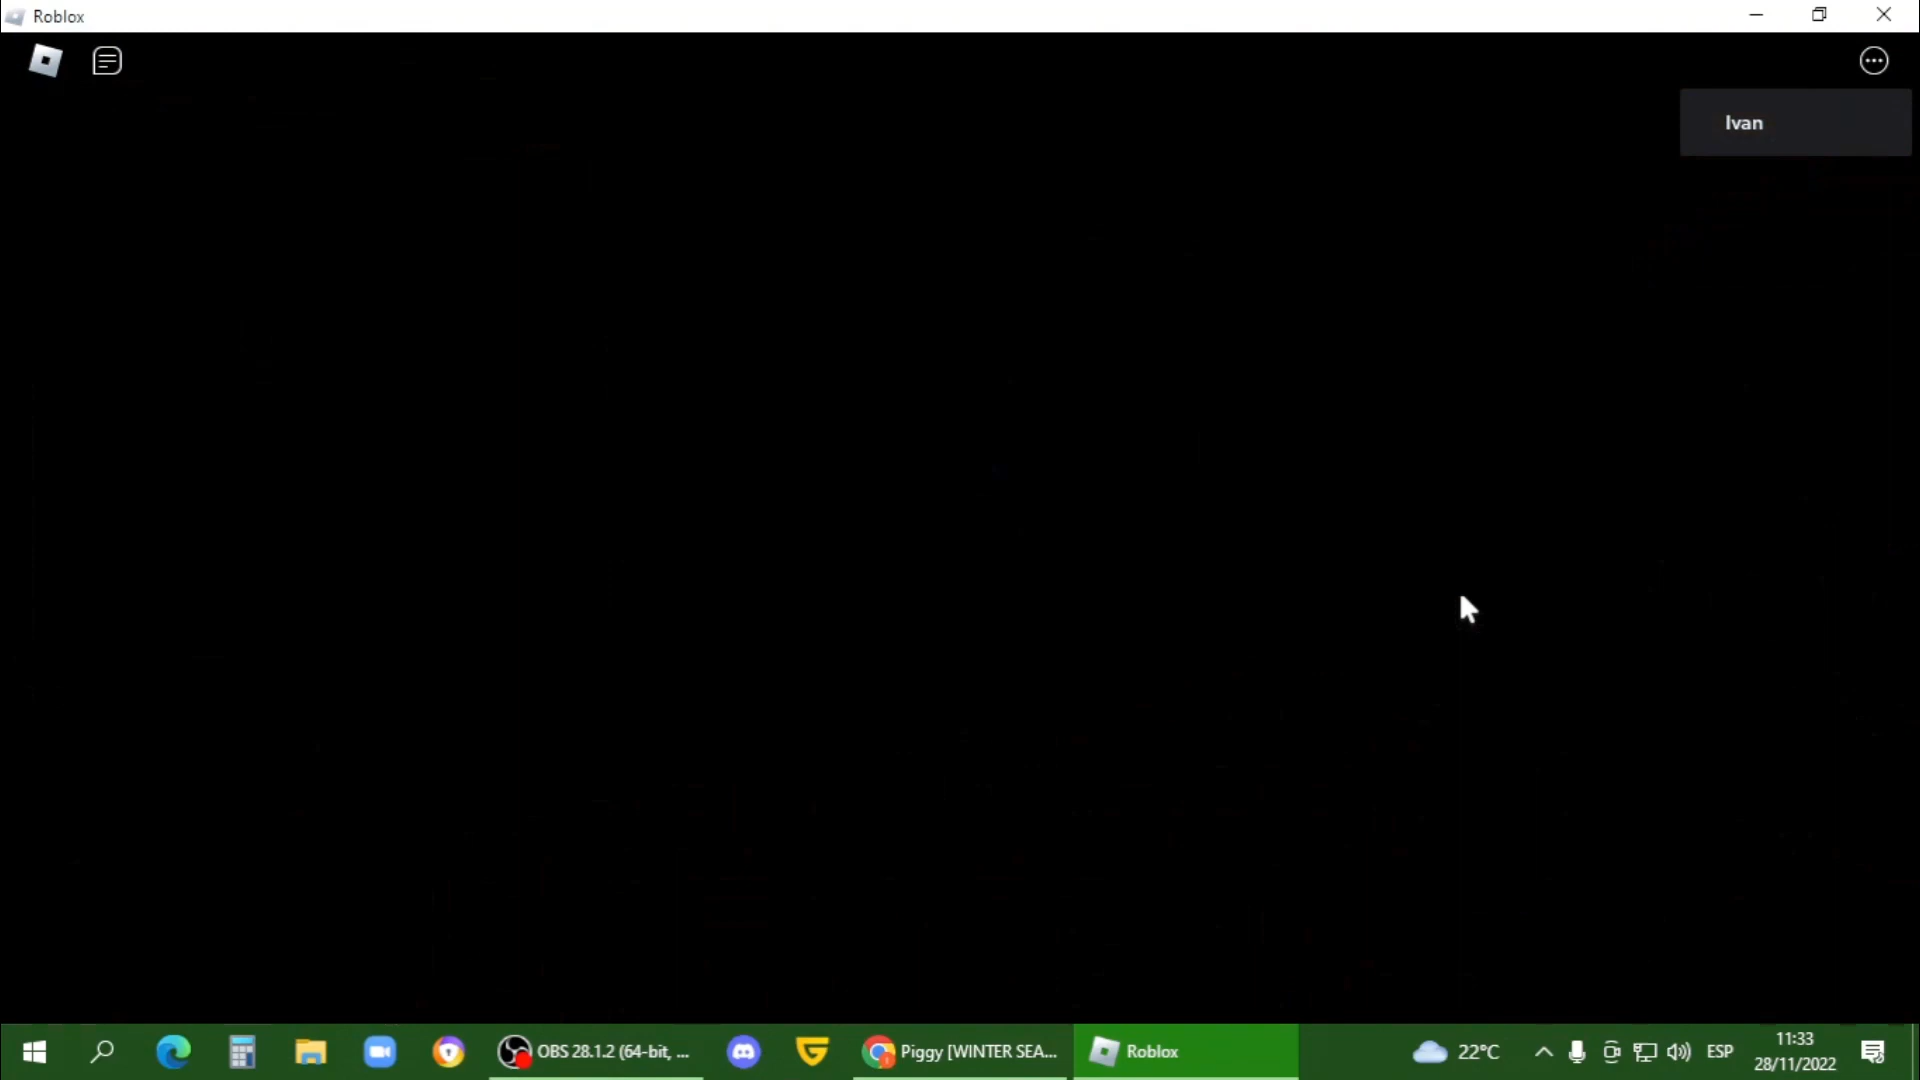 Roblox
Ivan
OBS 28.1.2 (64-bit, ...
Piggy [WINTER SEA...
Roblox
22°C
ESP
11:33
28/11/2022